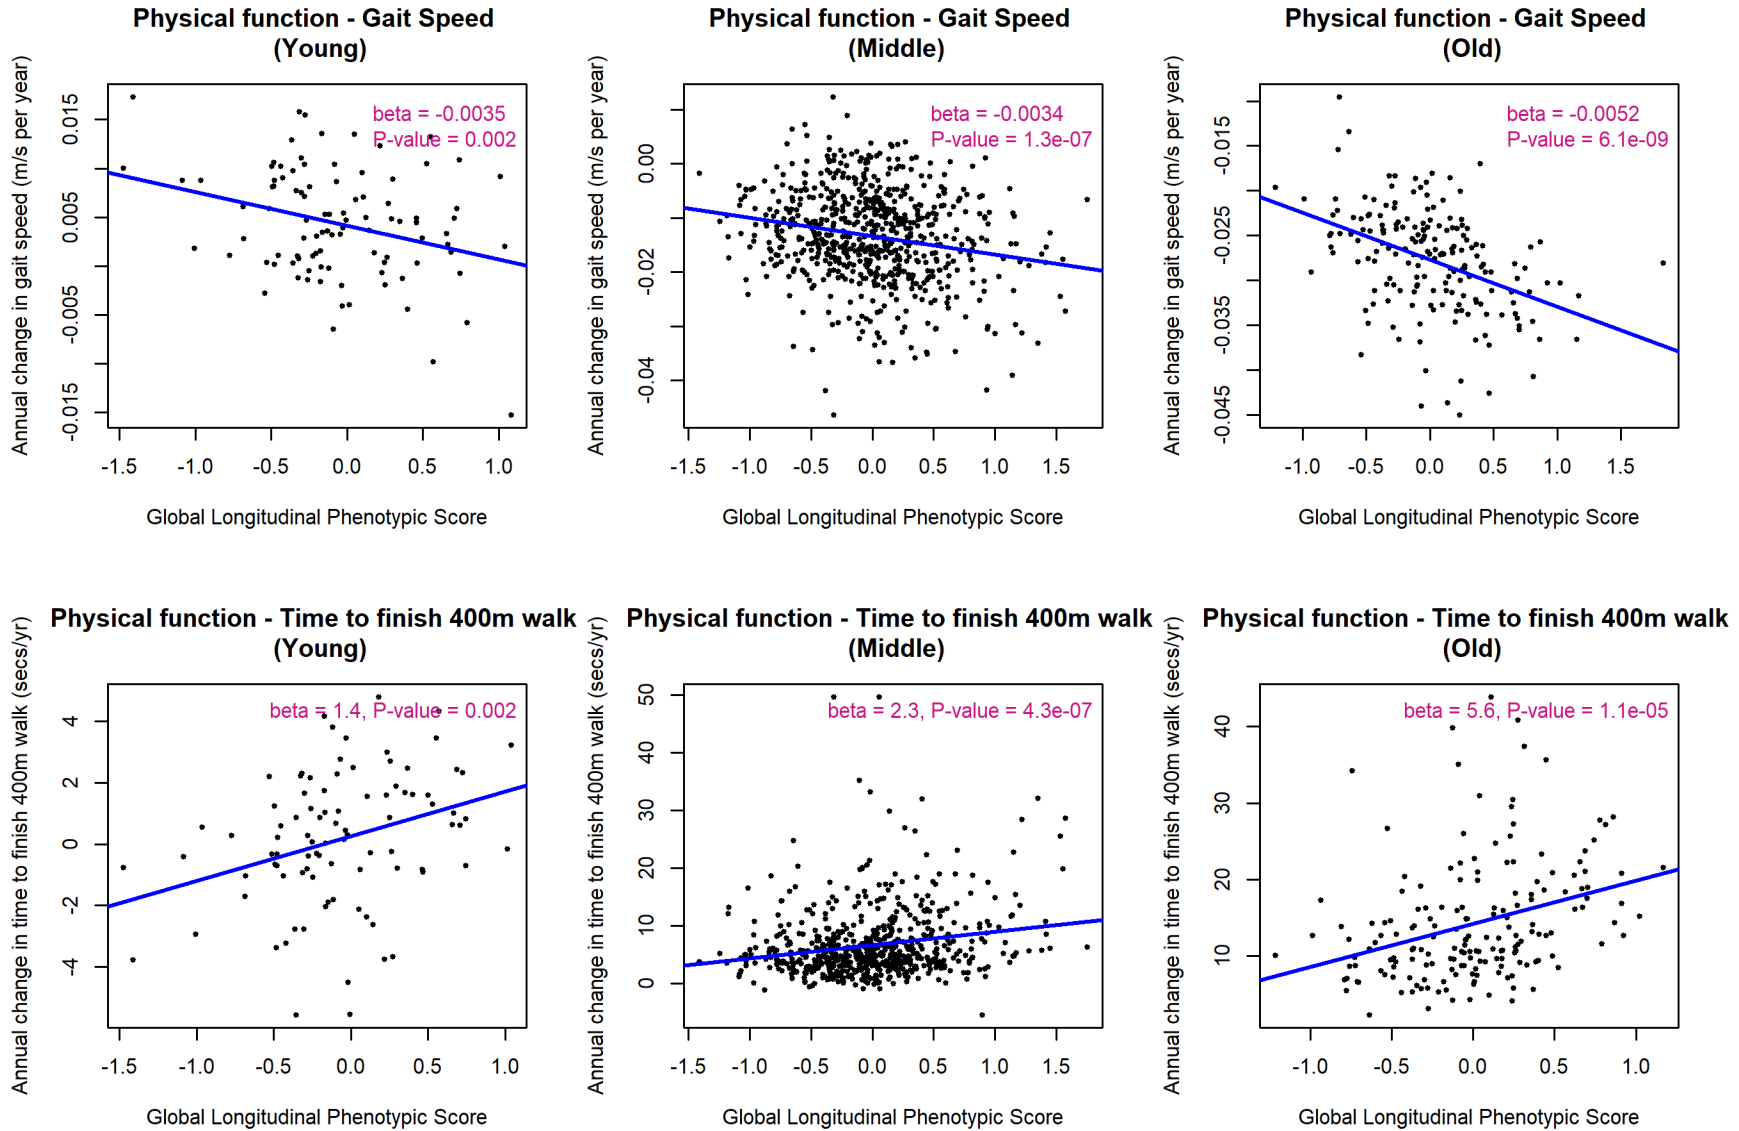 Physical function - Gait Speed
(Young)
Annual change in gait speed (m/s per year)
0.015
0.005
-0.005
-0.015
beta = -0.0035
P-value = 0.002
-1.5 -1.0 -0.5 0.0 0.5 1.0
Global Longitudinal Phenotypic Score
Physical function - Gait Speed
(Middle)
Annual change in gait speed (m/s per year)
0.00
-0.02
-0.04
beta = -0.0034
P-value = 1.3e-07
-1.5 -1.0 -0.5 0.0 0.5 1.0 1.5
Global Longitudinal Phenotypic Score
Physical function - Gait Speed
(Old)
Annual change in gait speed (m/s per year)
-0.015
-0.025
-0.035
-0.045
beta = -0.0052
P-value = 6.1e-09
-1.0 0.0 0.5 1.0 1.5
Global Longitudinal Phenotypic Score
Physical function - Time to finish 400m walk
(Young)
Annual change in time to finish 400m walk (secs/yr)
4
2
0
-2
-4
beta = 1.4, P-value = 0.002
-1.5 -1.0 -0.5 0.0 0.5 1.0
Global Longitudinal Phenotypic Score
Physical function - Time to finish 400m walk
(Middle)
Annual change in time to finish 400m walk (secs/yr)
50
40
30
20
10
0
beta = 2.3, P-value = 4.3e-07
-1.5 -1.0 -0.5 0.0 0.5 1.0 1.5
Global Longitudinal Phenotypic Score
Physical function - Time to finish 400m walk
(Old)
Annual change in time to finish 400m walk (secs/yr)
40
30
20
10
beta = 5.6, P-value = 1.1e-05
-1.0 -0.5 0.0 0.5 1.0
Global Longitudinal Phenotypic Score